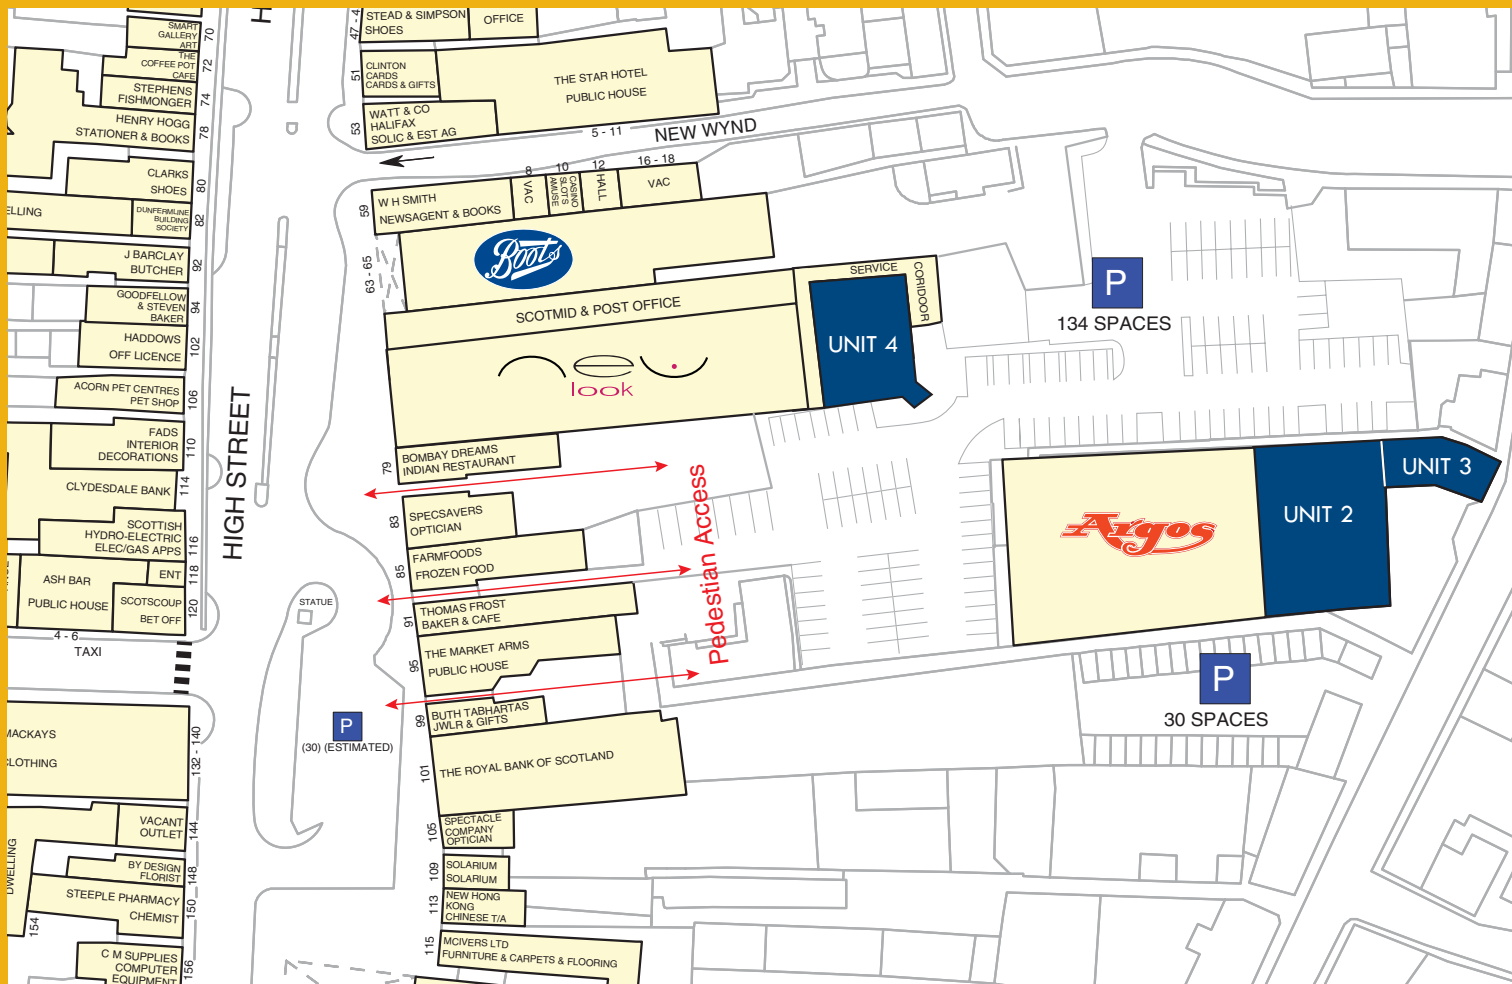 SMART
GALLERY
ART
70
THE
COFFEE POT
CAFE
72
STEPHENS
FISHMONGER
74
HENRY HOGG
STATIONER & BOOKS
78
CLARKS
SHOES
80
ELLING
DUNFERMLINE
BUILDING
SOCIETY
82
J BARCLAY
BUTCHER
92
GOODFELLOW
& STEVEN
BAKER
94
HADDOWS
OFF LICENCE
102
ACORN PET CENTRES
PET SHOP
106
FADS
INTERIOR
DECORATIONS
110
CLYDESDALE BANK
114
SCOTTISH
HYDRO-ELECTRIC
ELEC/GAS APPS
116
ASH BAR
PUBLIC HOUSE
ENT
118
SCOTSCOUP
BET OFF
120
4 - 6
TAXI
MACKAYS
CLOTHING
132 - 140
VACANT
OUTLET
144
DWELLING
BY DESIGN
FLORIST
148
STEEPLE PHARMACY
CHEMIST
150
154
C M SUPPLIES
COMPUTER
EQUIPMENT
156
HIGH STREET
STATUE
P
(30) (ESTIMATED)
47 - 4
STEAD & SIMPSON
SHOES
OFFICE
51
CLINTON
CARDS
CARDS & GIFTS
THE STAR HOTEL
PUBLIC HOUSE
53
WATT & CO
HALIFAX
SOLIC & EST AG
5 - 11
NEW WYND
59
W H SMITH
NEWSAGENT & BOOKS
8
VAC
10
CASINO
SLOTS
AMUSE
12
HALL
16 - 18
VAC
63 - 65
Boots
SCOTMID & POST OFFICE
SERVICE
CORIDOOR
new
look
UNIT 4
P
134 SPACES
79
BOMBAY DREAMS
INDIAN RESTAURANT
83
SPECSAVERS
OPTICIAN
85
FARMFOODS
FROZEN FOOD
91
THOMAS FROST
BAKER & CAFE
95
THE MARKET ARMS
PUBLIC HOUSE
Pedestian Access
99
BUTH TABHARTAS
JWLR & GIFTS
101
THE ROYAL BANK OF SCOTLAND
105
SPECTACLE
COMPANY
OPTICIAN
109
SOLARIUM
SOLARIUM
113
NEW HONG
KONG
CHINESE T/A
115
MCIVERS LTD
FURNITURE & CARPETS & FLOORING
Argos
UNIT 2
UNIT 3
P
30 SPACES